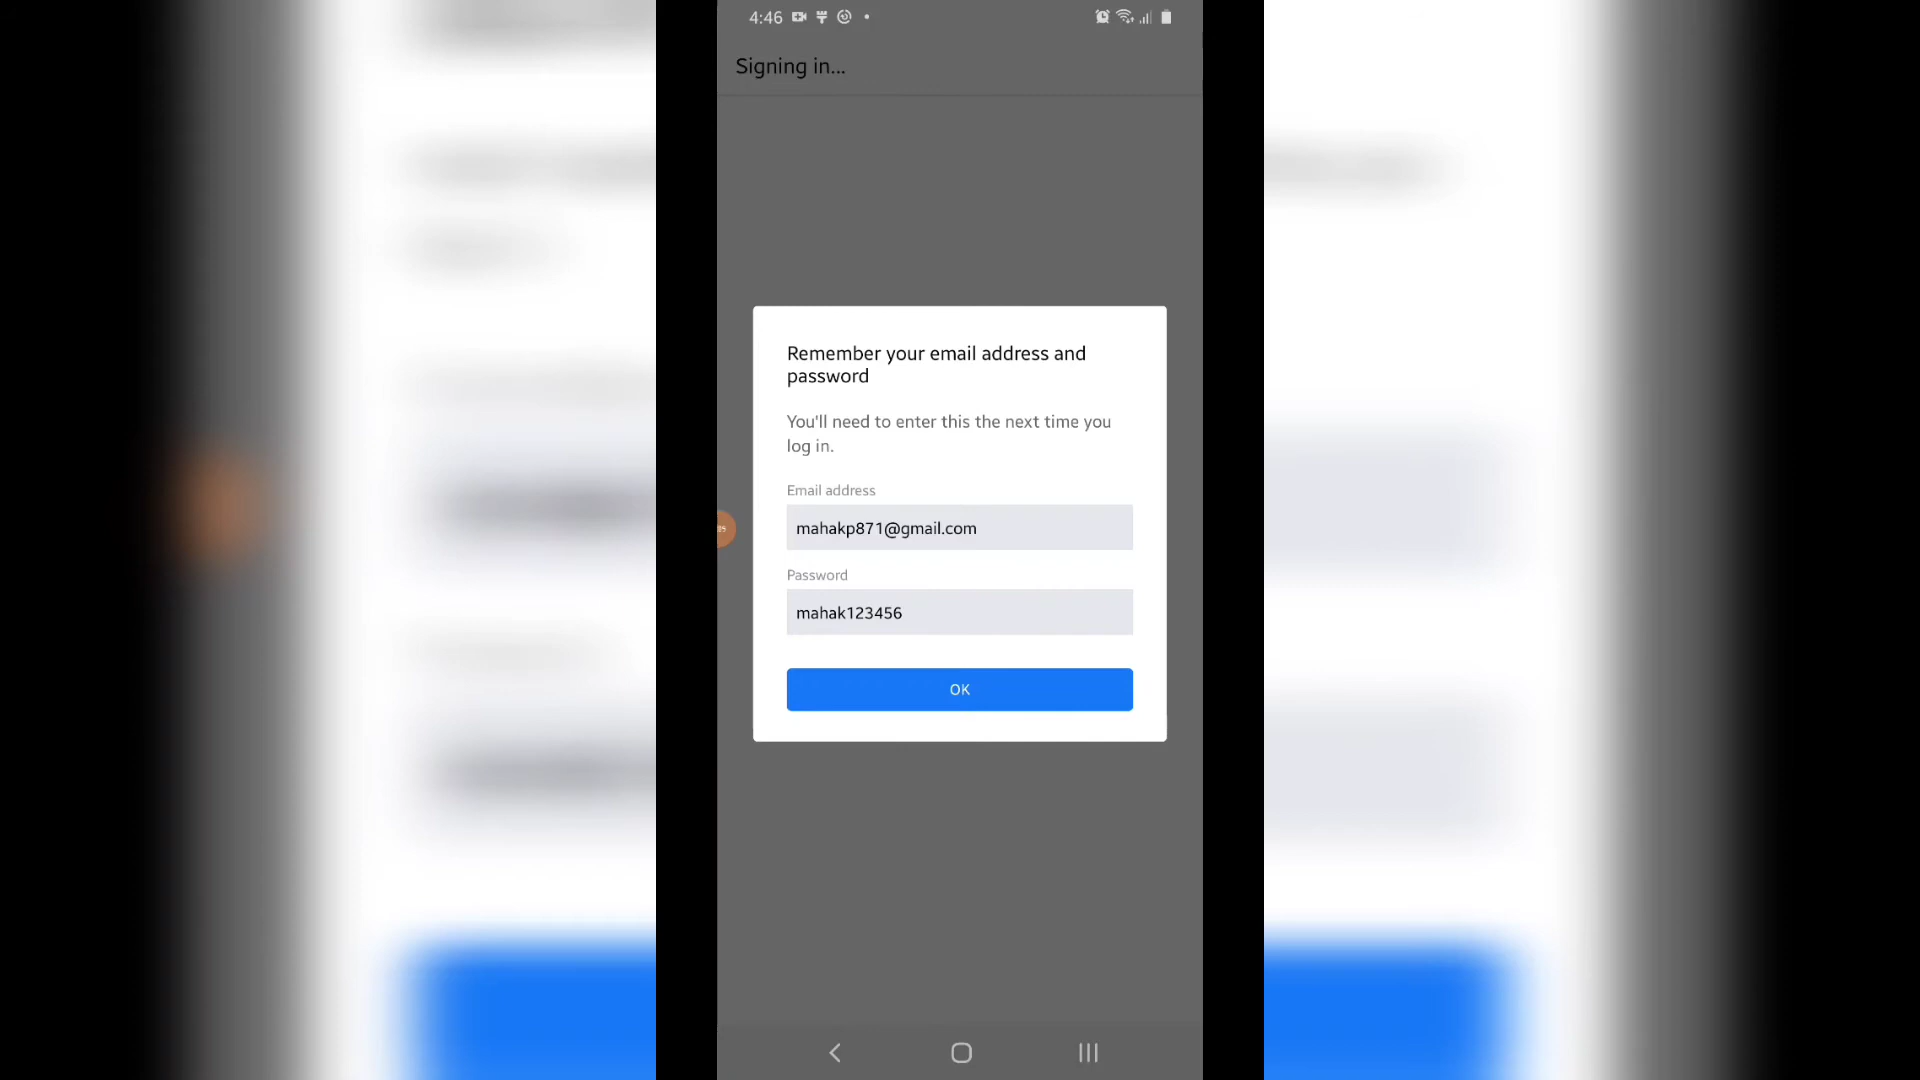 4:46
Signing in...
Remember your email address and
password
You'll need to enter this the next time you
log in.
Email address
mahakp871@gmail.com
Password
mahak123456
OK